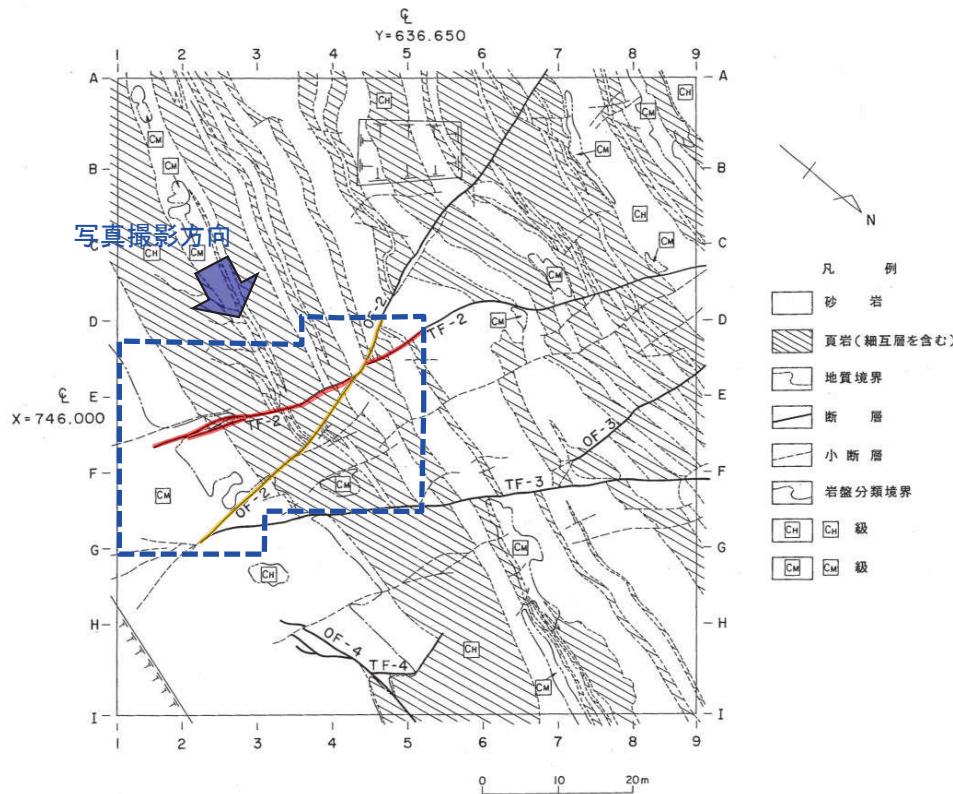 ℄
Y=636.650
1 2 3 4 5 6 7 8 9
A A
CH CM CH
CM CM
B B
CM
CH
写真撮影方向
C C
CH CM CM
CM
N
凡 例
砂 岩
頁岩(細互層を含む)
地質境界
断 層
小 断 層
岩盤分類境界
CH CH 級
CM CM 級
D D
OF-2 TF-2 CM
℄
X=746.000
E E
TF-2
OF-3
F F
CM OF-2 CM TF-3
G G
CM
CH
H H
OF-4
TF-4 CH
CM
I I
1 2 3 4 5 6 7 8 9
0 10 20m